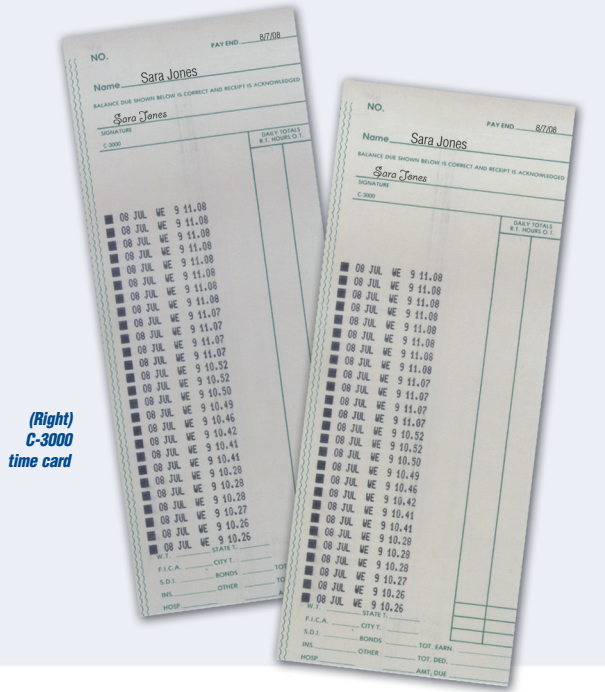 NO.
PAY END 8/7/08
Name Sara Jones
BALANCE DUE SHOWN BELOW IS CORRECT AND RECEIPT IS ACKNOWLEDGED
Sara Jones
SIGNATURE
C-3000
DAILY TOTALS
R.T. HOURS O.T.
08 JUL WE 9 11.08
08 JUL WE 9 11.08
08 JUL WE 9 11.08
08 JUL WE 9 11.08
08 JUL WE 9 11.08
08 JUL WE 9 11.08
08 JUL WE 9 11.08
08 JUL WE 9 11.08
08 JUL WE 9 11.07
08 JUL WE 9 11.07
08 JUL WE 9 11.07
08 JUL WE 9 11.07
08 JUL WE 9 10.52
08 JUL WE 9 10.52
08 JUL WE 9 10.50
08 JUL WE 9 10.49
08 JUL WE 9 10.46
08 JUL WE 9 10.42
08 JUL WE 9 10.41
08 JUL WE 9 10.41
08 JUL WE 9 10.28
08 JUL WE 9 10.28
08 JUL WE 9 10.28
08 JUL WE 9 10.27
08 JUL WE 9 10.26
08 JUL WE 9 10.26
W.T. STATE T.
F.I.C.A. CITY T.
S.D.I. BONDS TOT
INS. OTHER TO
HOSP.
(Right)
C-3000
time card
NO.
PAY END 8/7/08
Name Sara Jones
BALANCE DUE SHOWN BELOW IS CORRECT AND RECEIPT IS ACKNOWLEDGED
Sara Jones
SIGNATURE
C-3000
DAILY TOTALS
R.T. HOURS O.T.
08 JUL WE 9 11.08
08 JUL WE 9 11.08
08 JUL WE 9 11.08
08 JUL WE 9 11.08
08 JUL WE 9 11.08
08 JUL WE 9 11.08
08 JUL WE 9 11.08
08 JUL WE 9 11.08
08 JUL WE 9 11.07
08 JUL WE 9 11.07
08 JUL WE 9 11.07
08 JUL WE 9 11.07
08 JUL WE 9 10.52
08 JUL WE 9 10.52
08 JUL WE 9 10.50
08 JUL WE 9 10.49
08 JUL WE 9 10.46
08 JUL WE 9 10.42
08 JUL WE 9 10.41
08 JUL WE 9 10.41
08 JUL WE 9 10.28
08 JUL WE 9 10.28
08 JUL WE 9 10.28
08 JUL WE 9 10.27
08 JUL WE 9 10.26
08 JUL WE 9 10.26
W.T. STATE T.
F.I.C.A. CITY T.
S.D.I. BONDS TOT. EARN.
INS. OTHER TOT. DED.
HOSP. AMT. DUE